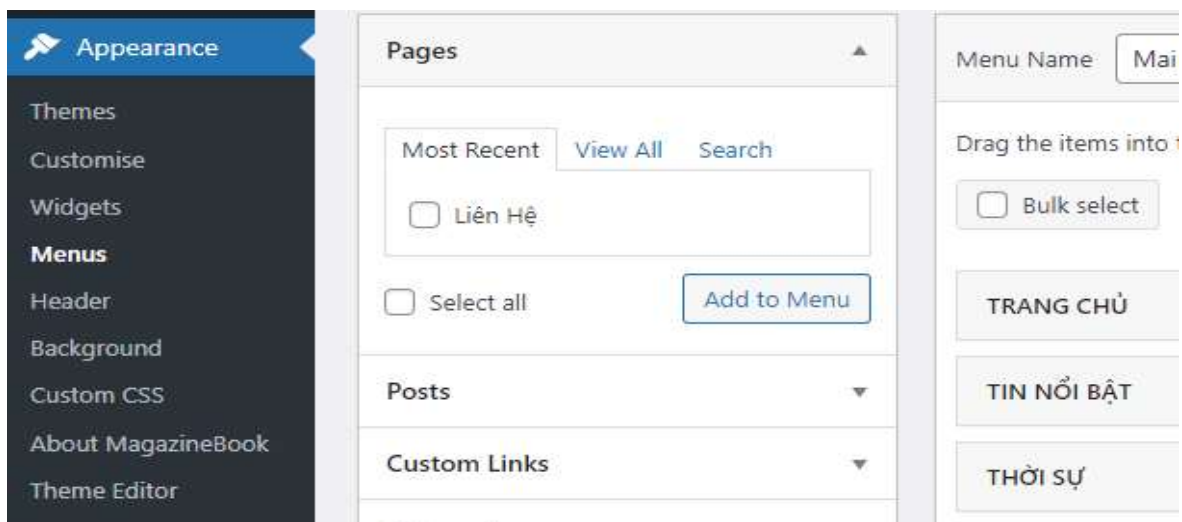 Appearance
Themes
Customise
Widgets
Menus
Header
Background
Custom CSS
About MagazineBook
Theme Editor
Pages
Most Recent View All Search
Liên Hệ
Select all Add to Menu
Posts
Custom Links
Menu Name Mai
Drag the items into
Bulk select
TRANG CHỦ
TIN NỔI BẬT
THỜI SỰ